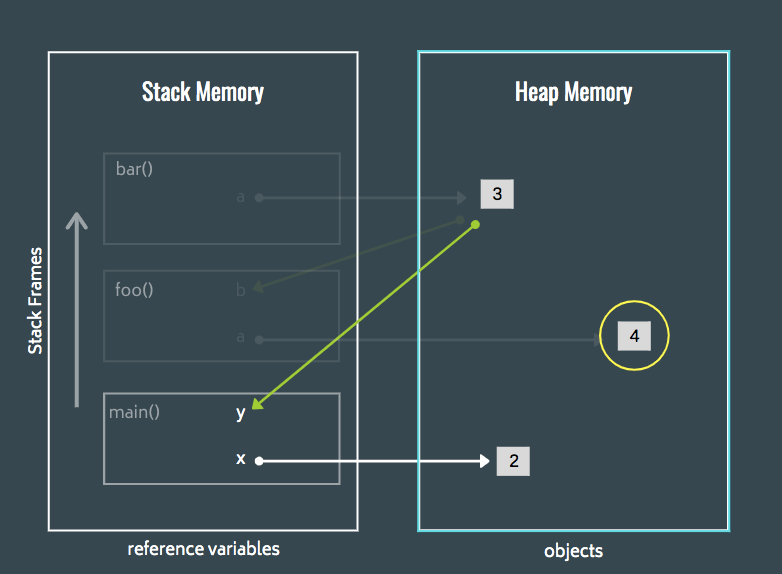 Stack Memory
Heap Memory
bar()
a
3
Stack Frames
foo()
b
a
4
main()
y
x
2
reference variables
objects